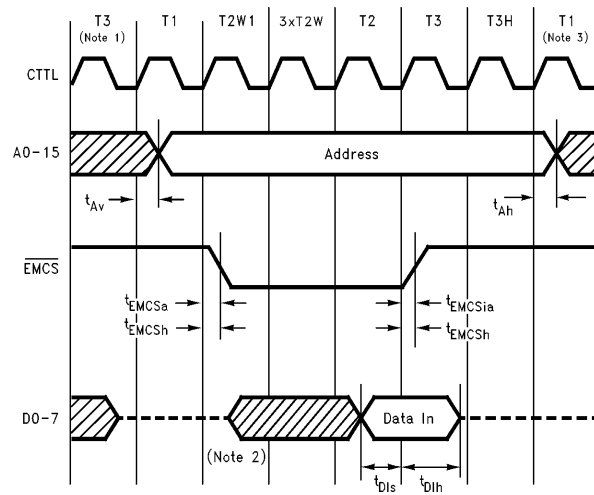 T3 T1 T2W1 3xT2W T2 T3 T3H T1
(Note 1) (Note 3)
CTTL
A0-15 Address
tAv tAh
EMCS
tEMCSa tEMCSia
tEMCSh tEMCSh
D0-7 Data In
(Note 2)
tDIs tDIh